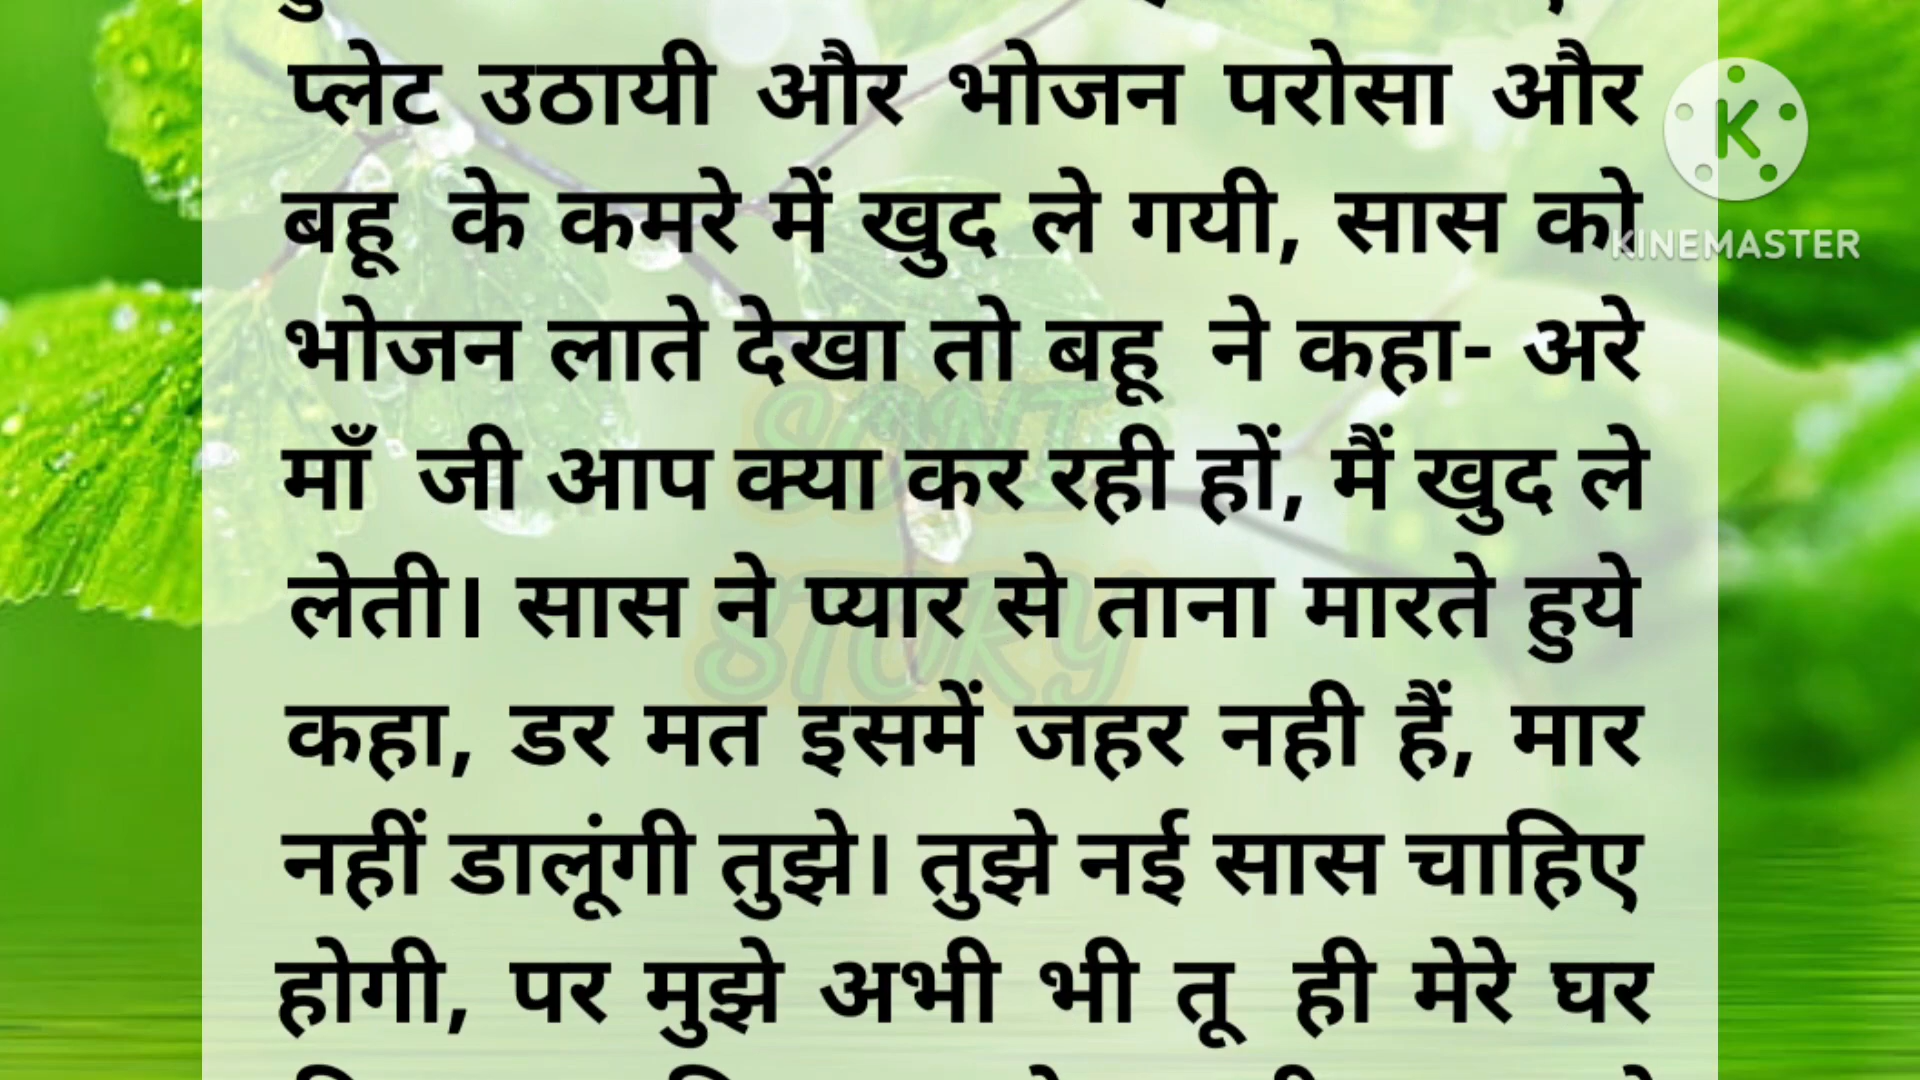 प्लेट उठायी और भोजन परोसा और
बहू के कमरे में खुद ले गयी, सास को
भोजन लाते देखा तो बहू ने कहा- अरे
माँ जी आप क्या कर रही हों, मैं खुद ले
लेती। सास ने प्यार से ताना मारते हुये
कहा, डर मत इसमें जहर नही हैं, मार
नहीं डालूंगी तुझे। तुझे नई सास चाहिए
होगी, पर मुझे अभी भी तू ही मेरे घर
K
KINEMASTER
STORY